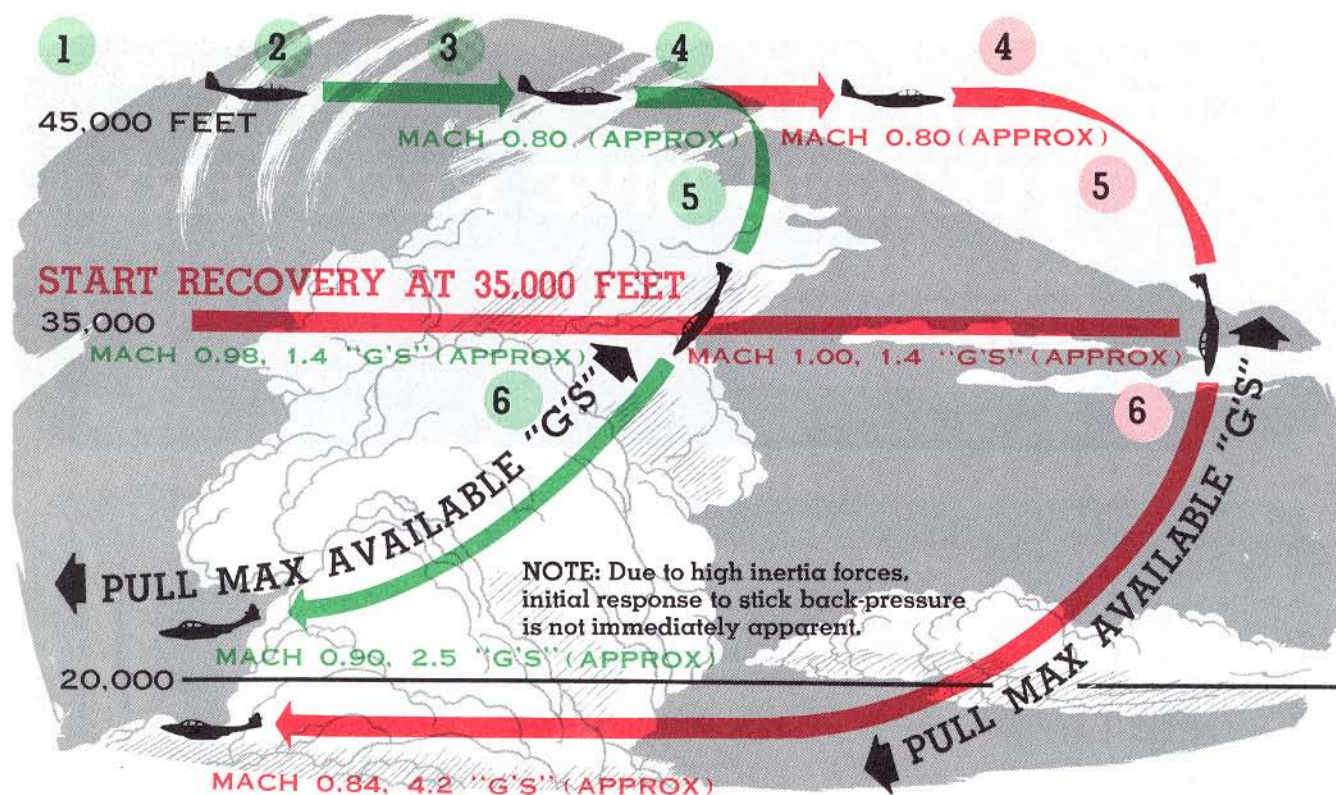 1
2
3
4
4
45,000 FEET
MACH 0.80 (APPROX)
MACH 0.80 (APPROX)
5
5
START RECOVERY AT 35,000 FEET
35,000
MACH 0.98, 1.4 "G'S" (APPROX)
MACH 1.00, 1.4 "G'S" (APPROX)
6
6
PULL MAX AVAILABLE "G'S"
PULL MAX AVAILABLE "G'S"
NOTE: Due to high inertia forces,
initial response to stick back-pressure
is not immediately apparent.
MACH 0.90, 2.5 "G'S" (APPROX)
20,000
MACH 0.84, 4.2 "G'S" (APPROX)